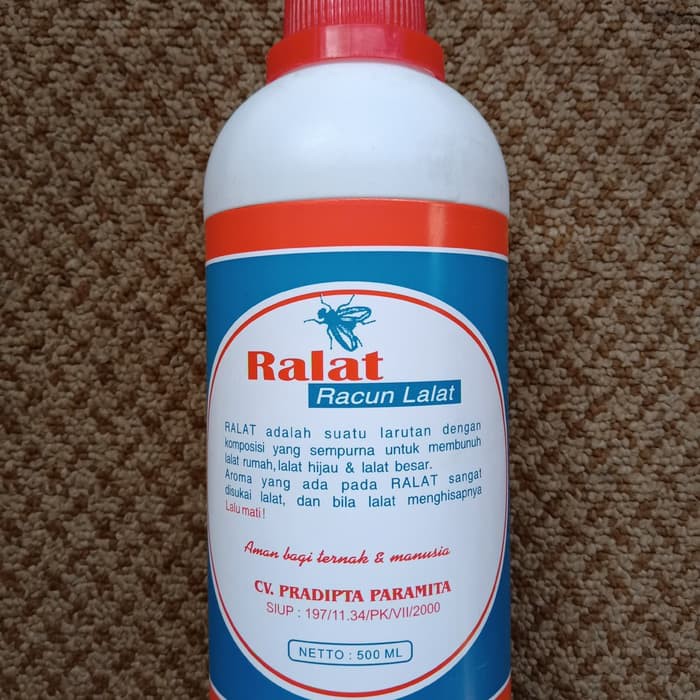 Ralat
Racun Lalat
RALAT adalah suatu larutan dengan
komposisi yang sempurna untuk membunuh
lalat rumah, lalat hijau & lalat besar.
Aroma yang ada pada RALAT sangat
disukai lalat, dan bila lalat menghisapnya
Lalu mati!
Aman bagi ternak & manusia
CV. PRADIPTA PARAMITA
SIUP : 197/11.34/PK/VII/2000
NETTO : 500 ML